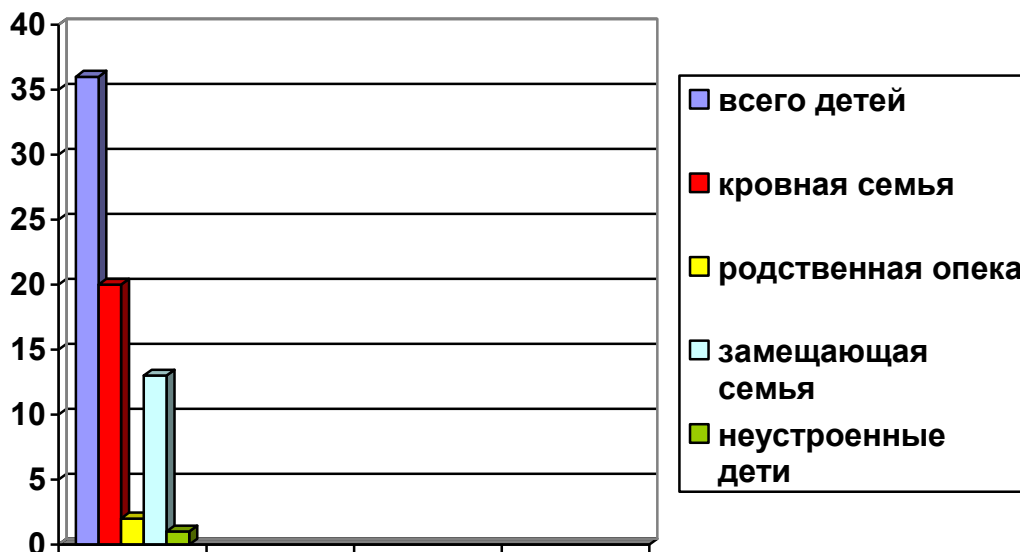 40
35
30
25
20
15
10
5
0
всего детей
кровная семья
родственная опека
замещающая
семья
неустроенные
дети